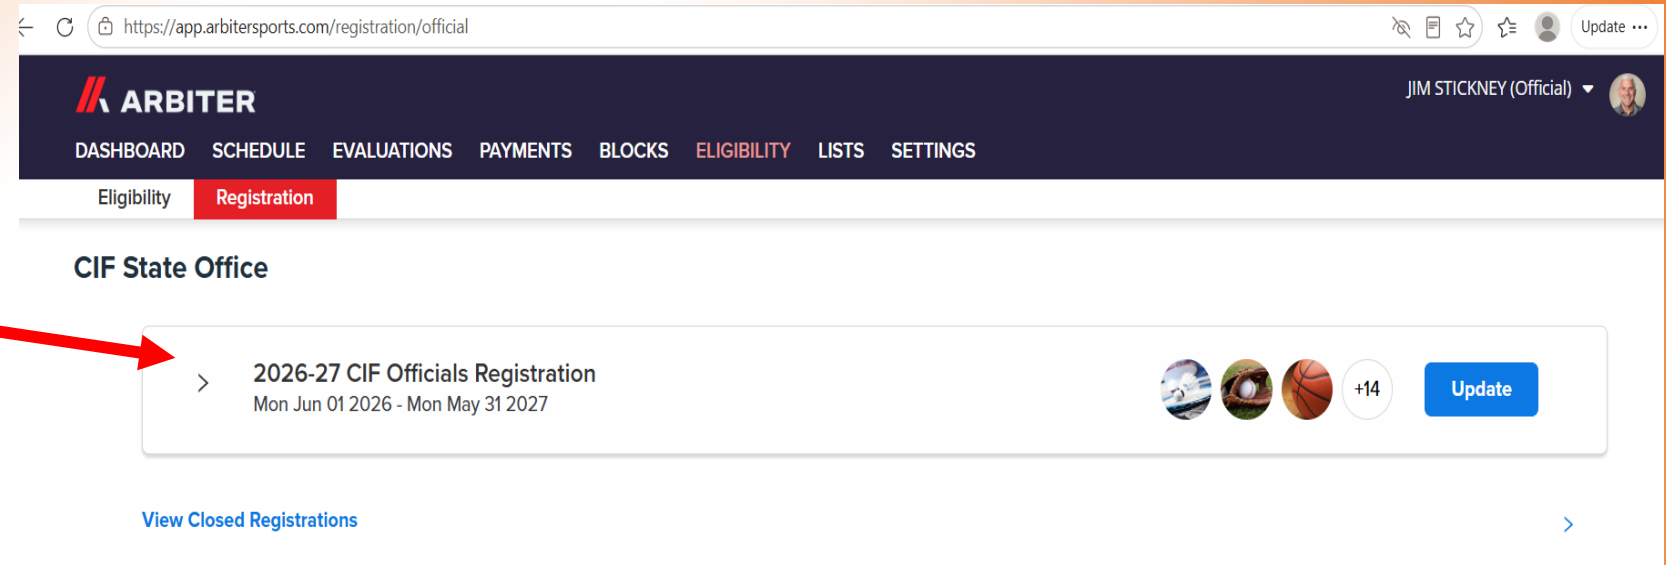 https://app.arbitersports.com/registration/official
Update
ARBITER
JIM STICKNEY (Official)
DASHBOARD SCHEDULE EVALUATIONS PAYMENTS BLOCKS ELIGIBILITY LISTS SETTINGS
Eligibility Registration
CIF State Office
2026-27 CIF Officials Registration
Mon Jun 01 2026 - Mon May 31 2027
+14
Update
View Closed Registrations